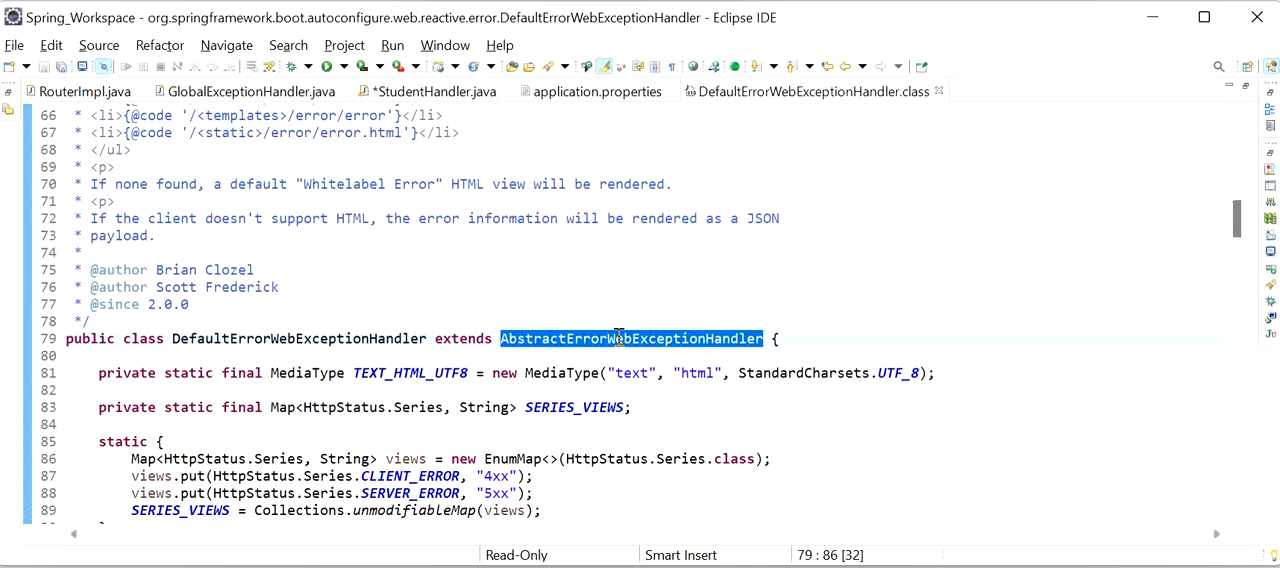 Spring_Workspace - org.springframework.boot.autoconfigure.web.reactive.error.DefaultErrorWebExceptionHandler - Eclipse IDE
File Edit Source Refactor Navigate Search Project Run Window Help
RouterImpl.java GlobalExceptionHandler.java *StudentHandler.java application.properties DefaultErrorWebExceptionHandler.class
66 * <li>{@code '/<templates>/error/error'}</li>
67 * <li>{@code '/<static>/error/error.html'}</li>
68 * </ul>
69 * <p>
70 * If none found, a default "Whitelabel Error" HTML view will be rendered.
71 * <p>
72 * If the client doesn't support HTML, the error information will be rendered as a JSON
73 * payload.
74 *
75 * @author Brian Clozel
76 * @author Scott Frederick
77 * @since 2.0.0
78 */
79 public class DefaultErrorWebExceptionHandler extends AbstractErrorWebExceptionHandler {
80
81 private static final MediaType TEXT_HTML_UTF8 = new MediaType("text", "html", StandardCharsets.UTF_8);
82
83 private static final Map<HttpStatus.Series, String> SERIES_VIEWS;
84
85 static {
86 Map<HttpStatus.Series, String> views = new EnumMap<>(HttpStatus.Series.class);
87 views.put(HttpStatus.Series.CLIENT_ERROR, "4xx");
88 views.put(HttpStatus.Series.SERVER_ERROR, "5xx");
89 SERIES_VIEWS = Collections.unmodifiableMap(views);
Read-Only Smart Insert 79 : 86 [32]